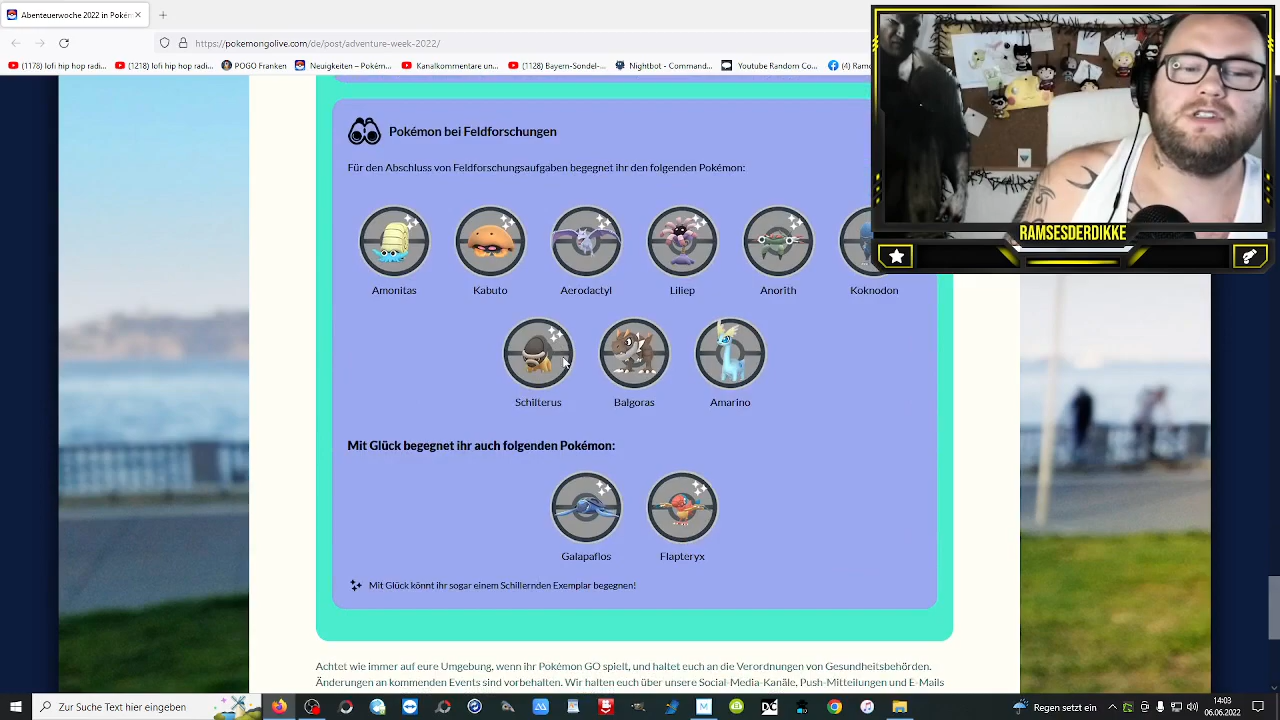 Abenteuerwoche 2022 in Pokém
https://pokemongolive.com/de/post/adventure-week-2022/
(1178) lofi hip hop radi...
(1238) lofi hip hop radi...
POGO Franken
Neuigkeiten – Pokém...
Kanalkommentare un...
(1128) Bayern-Sonde-...
Nightbot - Comman...
Youtube Random Co...
(4) Ramse
Pokémon bei Feldforschungen
Für den Abschluss von Feldforschungsaufgaben begegnet ihr den folgenden Pokémon:
RAMSESDERDIKKE
Amonitas
Kabuto
Aerodactyl
Liliep
Anorith
Koknodon
Schilterus
Balgoras
Amarino
Mit Glück begegnet ihr auch folgenden Pokémon:
Galapaflos
Flapteryx
Mit Glück könnt ihr sogar einem Schillernden Exemplar begegnen!
Achtet wie immer auf eure Umgebung, wenn ihr Pokémon GO spielt, und haltet euch an die Verordnungen von Gesundheitsbehörden.
Änderungen an kommenden Events sind vorbehalten. Wir halten euch über unsere Social-Media-Kanäle, Push-Mitteilungen und E-Mails
Zur Suche Text hier eingeben
Regen setzt ein
14:03
06.06.2022